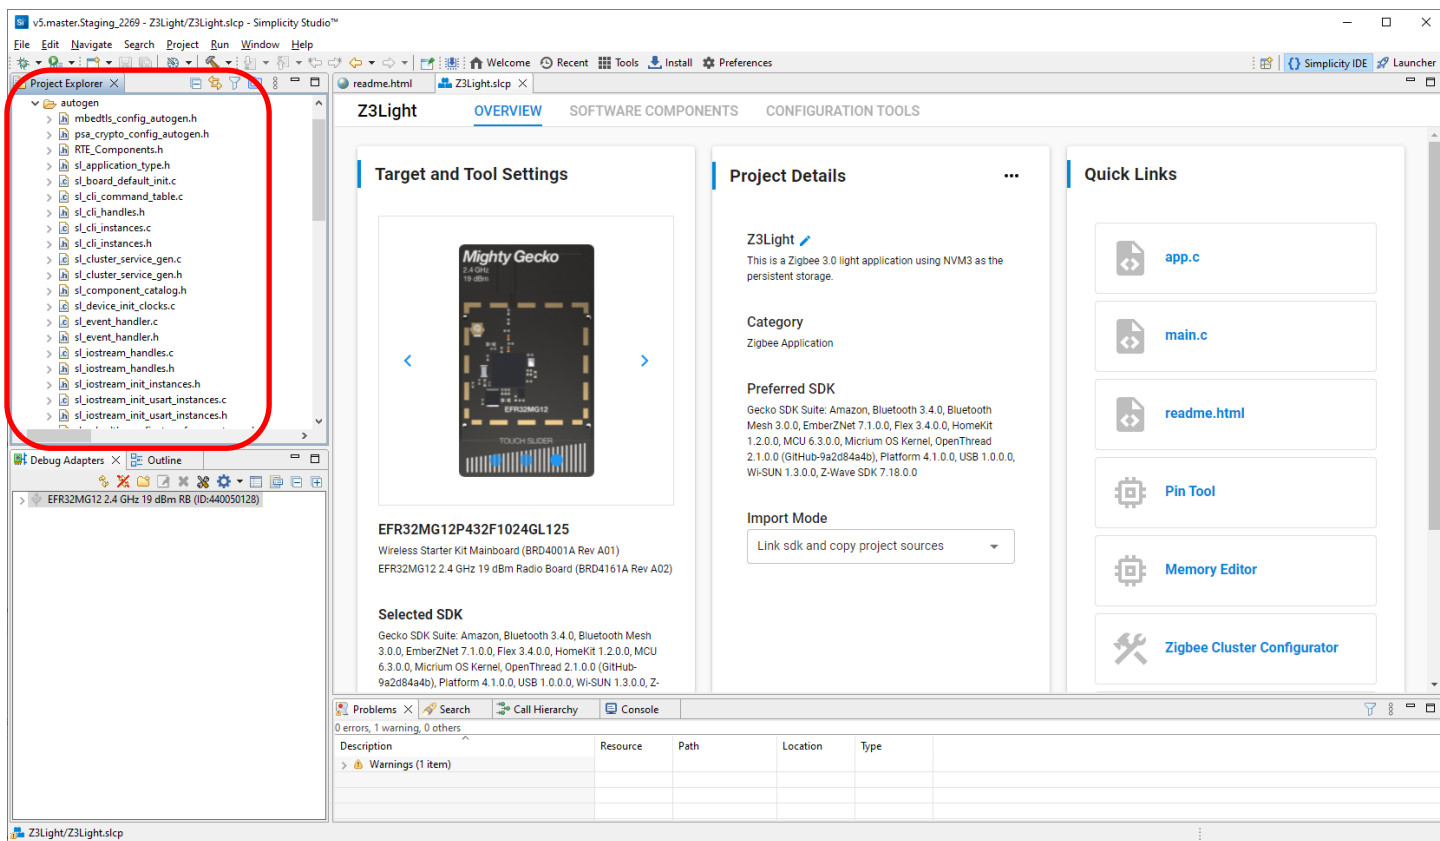 v5.master.Staging_2269 - Z3Light/Z3Light.slcp - Simplicity Studio™
File Edit Navigate Search Project Run Window Help
Welcome Recent Tools Install Preferences
Simplicity IDE Launcher
Project Explorer
autogen
mbedtls_config_autogen.h
psa_crypto_config_autogen.h
RTE_Components.h
sl_application_type.h
sl_board_default_init.c
sl_cli_command_table.c
sl_cli_handles.h
sl_cli_instances.c
sl_cli_instances.h
sl_cluster_service_gen.c
sl_cluster_service_gen.h
sl_component_catalog.h
sl_device_init_clocks.c
sl_event_handler.c
sl_event_handler.h
sl_iostream_handles.c
sl_iostream_handles.h
sl_iostream_init_instances.h
sl_iostream_init_usart_instances.c
sl_iostream_init_usart_instances.h
Debug Adapters Outline
EFR32MG12 2.4 GHz 19 dBm RB (ID:440050128)
readme.html Z3Light.slcp
Z3Light OVERVIEW SOFTWARE COMPONENTS CONFIGURATION TOOLS
Target and Tool Settings
Mighty Gecko
2.4 GHz
19 dBm
EFR32MG12
TOUCH SLIDER
EFR32MG12P432F1024GL125
Wireless Starter Kit Mainboard (BRD4001A Rev A01)
EFR32MG12 2.4 GHz 19 dBm Radio Board (BRD4161A Rev A02)
Selected SDK
Gecko SDK Suite: Amazon, Bluetooth 3.4.0, Bluetooth Mesh
3.0.0, EmberZNet 7.1.0.0, Flex 3.4.0.0, HomeKit 1.2.0.0, MCU
6.3.0.0, Micrium OS Kernel, OpenThread 2.1.0.0 (GitHub-
9a2d84a4b), Platform 4.1.0.0, USB 1.0.0.0, Wi-SUN 1.3.0.0, Z-
Project Details
Z3Light
This is a Zigbee 3.0 light application using NVM3 as the
persistent storage.
Category
Zigbee Application
Preferred SDK
Gecko SDK Suite: Amazon, Bluetooth 3.4.0, Bluetooth
Mesh 3.0.0, EmberZNet 7.1.0.0, Flex 3.4.0.0, HomeKit
1.2.0.0, MCU 6.3.0.0, Micrium OS Kernel, OpenThread
2.1.0.0 (GitHub-9a2d84a4b), Platform 4.1.0.0, USB 1.0.0.0,
Wi-SUN 1.3.0.0, Z-Wave SDK 7.18.0.0
Import Mode
Link sdk and copy project sources
Quick Links
app.c
main.c
readme.html
Pin Tool
Memory Editor
Zigbee Cluster Configurator
Problems Search Call Hierarchy Console
0 errors, 1 warning, 0 others
Description Resource Path Location Type
Warnings (1 item)
Z3Light/Z3Light.slcp